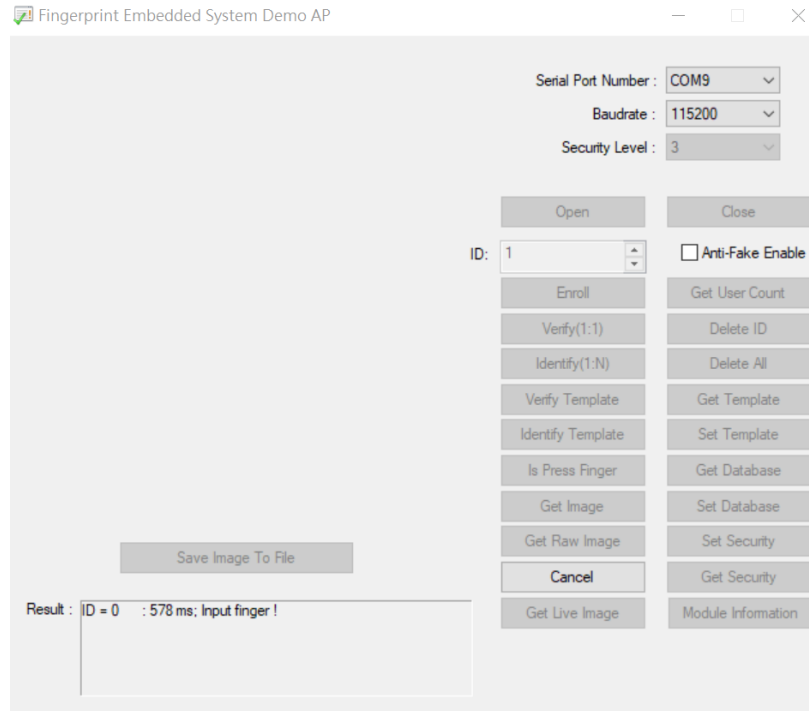 Fingerprint Embedded System Demo AP
Serial Port Number : COM9
Baudrate : 115200
Security Level : 3
Open Close
ID: 1 Anti-Fake Enable
Enroll Get User Count
Verify(1:1) Delete ID
Identify(1:N) Delete All
Verify Template Get Template
Identify Template Set Template
Is Press Finger Get Database
Get Image Set Database
Get Raw Image Set Security
Save Image To File
Cancel Get Security
Get Live Image Module Information
Result : ID = 0 : 578 ms; Input finger !